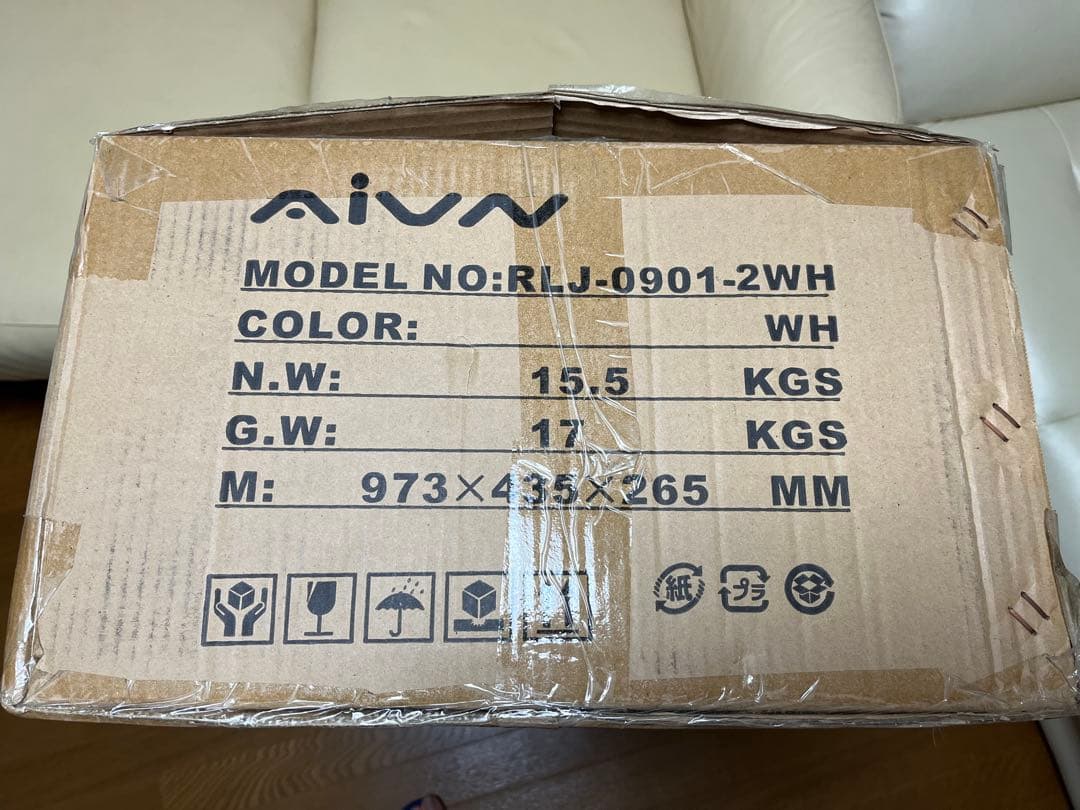 AiVN
MODEL NO:RLJ-0901-2WH
COLOR: WH
N.W: 15.5 KGS
G.W: 17 KGS
M: 973×435×265 MM
紙 プラ